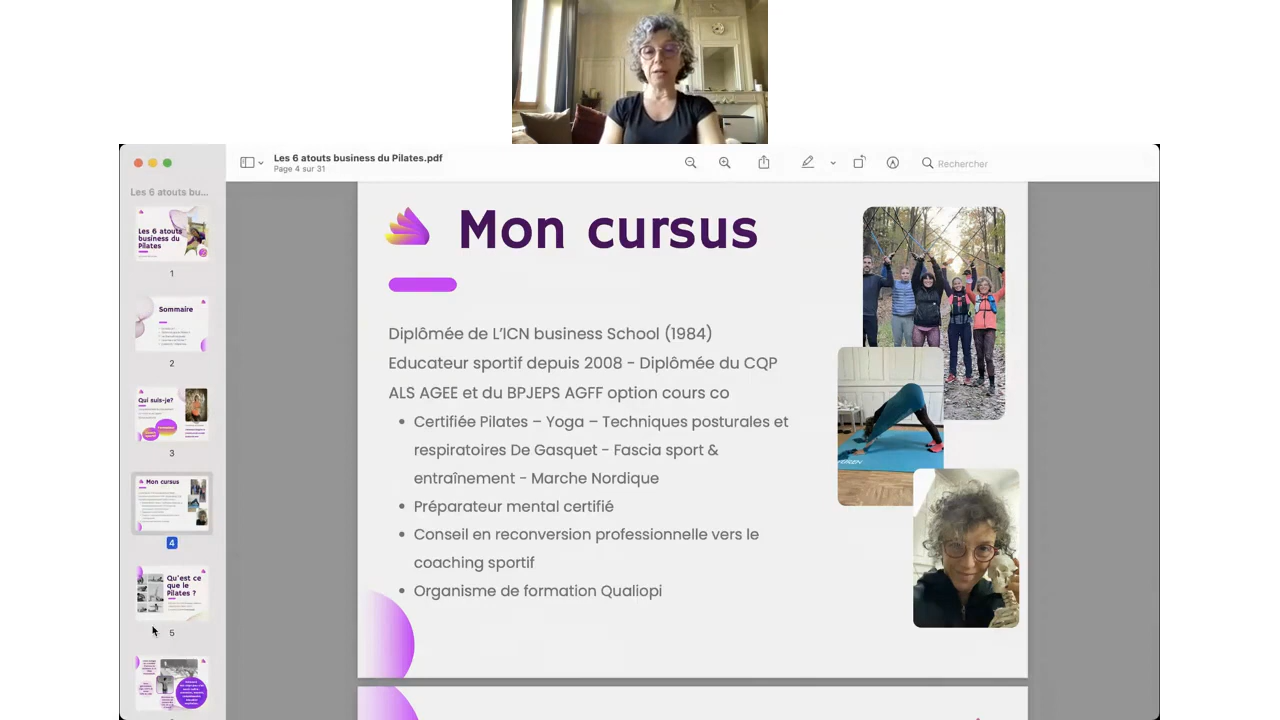 Les 6 atouts business du Pilates.pdf
Page 4 sur 31
Rechercher
Les 6 atouts bu...
Les 6 atouts
business du
Pilates
1
Sommaire
2
Qui suis-je?
3
Mon cursus
4
Qu'est ce
que le
Pilates ?
5
Mon cursus
Diplômée de L'ICN business School (1984)
Educateur sportif depuis 2008 - Diplômée du CQP
ALS AGEE et du BPJEPS AGFF option cours co
• Certifiée Pilates – Yoga – Techniques posturales et
respiratoires De Gasquet - Fascia sport &
entraînement - Marche Nordique
• Préparateur mental certifié
• Conseil en reconversion professionnelle vers le
coaching sportif
• Organisme de formation Qualiopi